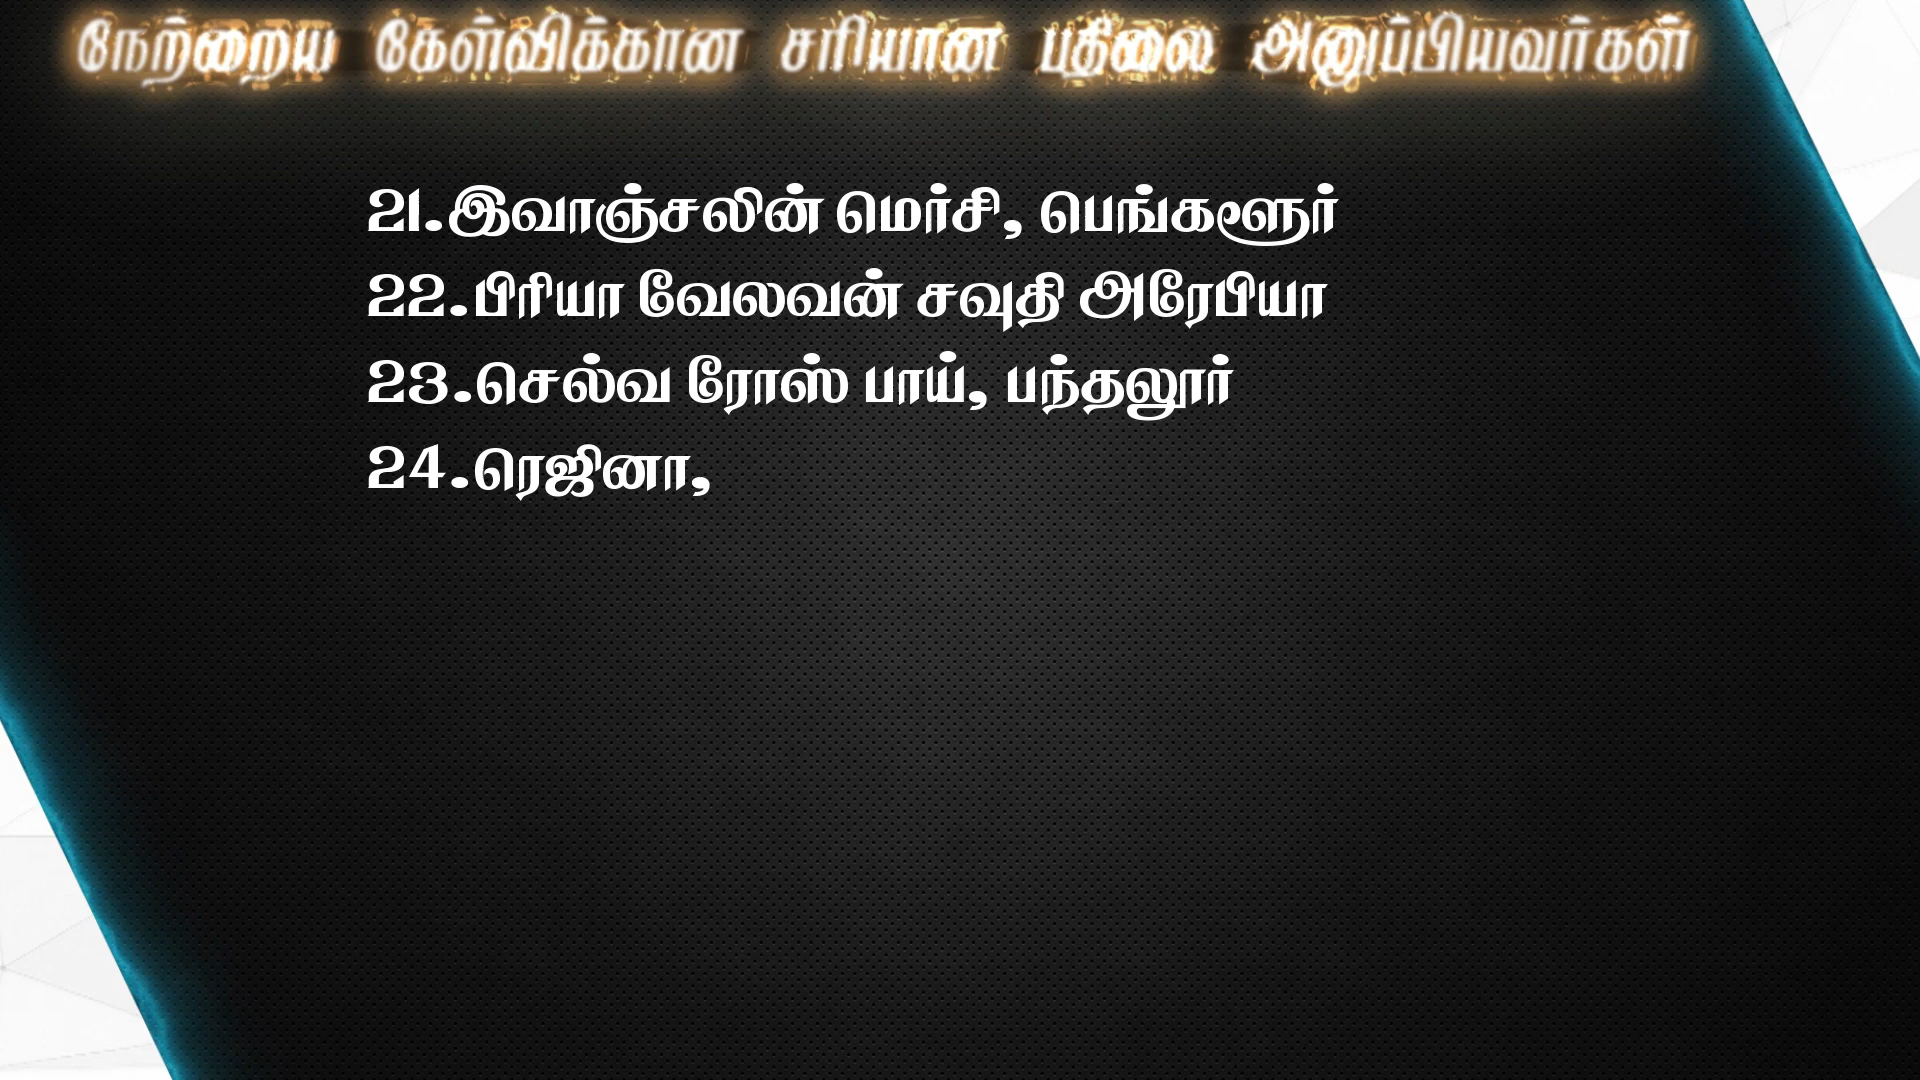 நேற்றைய கேள்விக்கான சரியான பதிலை அனுப்பியவர்கள்
21.இவாஞ்சலின் மெர்சி, பெங்களூர்
22.பிரியா வேலவன் சவுதி அரேபியா
23.செல்வ ரோஸ் பாய், பந்தலூர்
24.ரெஜினா,